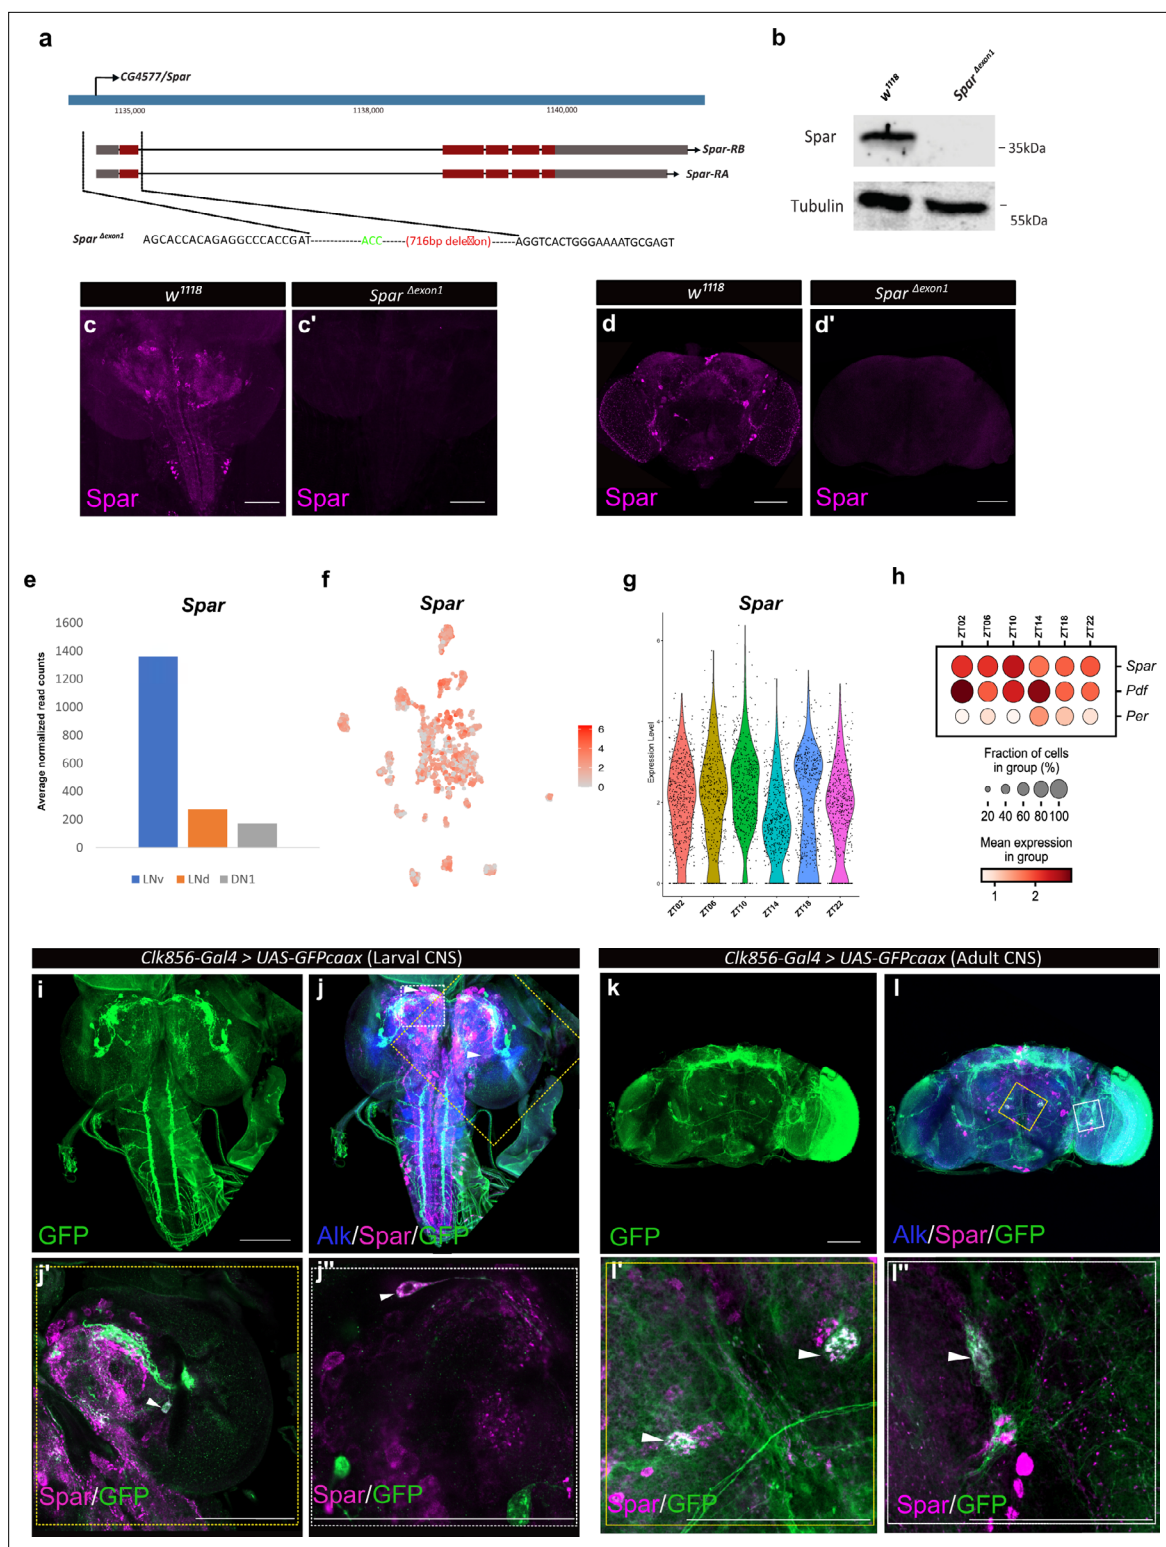 a
CG4577/Spar
1135,000
1138,000
1140,000
Spar-RB
Spar-RA
Spar Δexon1
AGCACCACAGAGGCCCACCGAT
ACC
(716bp dele☒on)
AGGTCACTGGGAAAATGCGAGT
b
w1118
Spar Δexon1
Spar
35kDa
Tubulin
55kDa
w1118
Spar Δexon1
w1118
Spar Δexon1
c
c'
d
d'
Spar
Spar
Spar
Spar
e
Spar
1600
1400
1200
1000
800
600
400
200
0
Average normalized read counts
LNv
LNd
DN1
f
Spar
6
4
2
0
g
Spar
Expression Level
6
4
2
0
ZT02
ZT06
ZT10
ZT14
ZT18
ZT22
h
ZT02
ZT06
ZT10
ZT14
ZT18
ZT22
Spar
Pdf
Per
Fraction of cells
in group (%)
20 40 60 80 100
Mean expression
in group
1 2
Clk856-Gal4 > UAS-GFPcaax (Larval CNS)
Clk856-Gal4 > UAS-GFPcaax (Adult CNS)
i
j
k
l
GFP
Alk/Spar/GFP
GFP
Alk/Spar/GFP
j'
j''
l'
l''
Spar/GFP
Spar/GFP
Spar/GFP
Spar/GFP